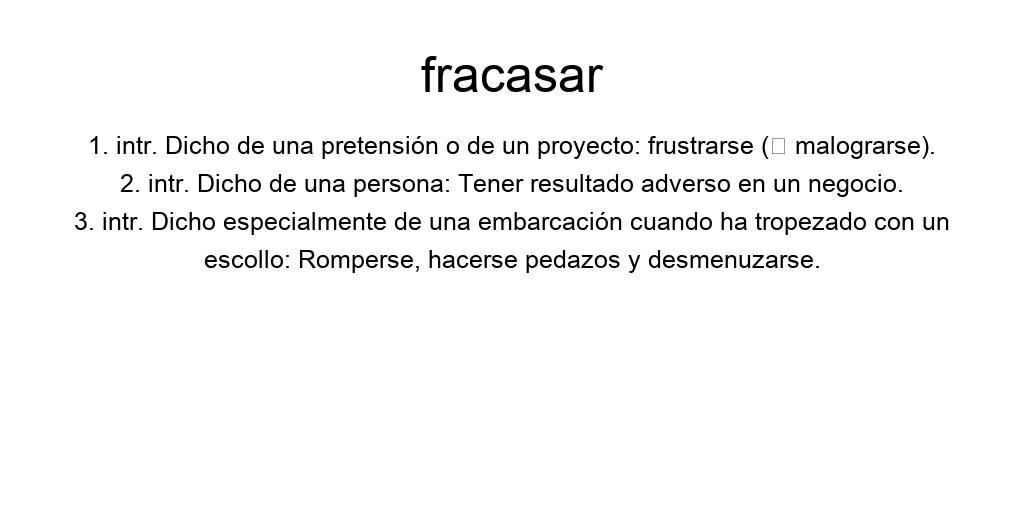 fracasar
1. intr. Dicho de una pretensión o de un proyecto: frustrarse (▯ malograrse).
2. intr. Dicho de una persona: Tener resultado adverso en un negocio.
3. intr. Dicho especialmente de una embarcación cuando ha tropezado con un
escollo: Romperse, hacerse pedazos y desmenuzarse.